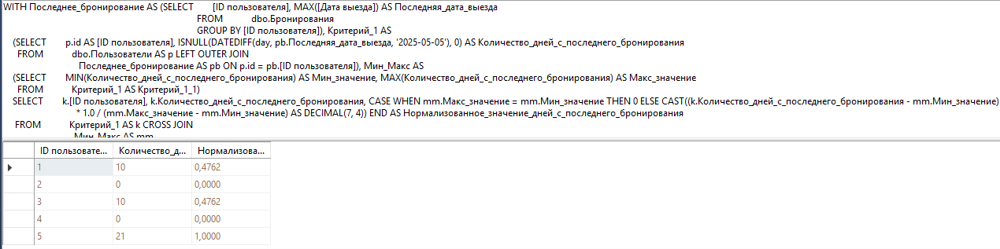 WITH Последнее_бронирование AS (SELECT [ID пользователя], MAX([Дата выезда]) AS Последняя_дата_выезда
FROM dbo.Бронирования
GROUP BY [ID пользователя]), Критерий_1 AS
(SELECT p.id AS [ID пользователя], ISNULL(DATEDIFF(day, pb.Последняя_дата_выезда, '2025-05-05'), 0) AS Количество_дней_с_последнего_бронирования
FROM dbo.Пользователи AS p LEFT OUTER JOIN
Последнее_бронирование AS pb ON p.id = pb.[ID пользователя]), Мин_Макс AS
(SELECT MIN(Количество_дней_с_последнего_бронирования) AS Мин_значение, MAX(Количество_дней_с_последнего_бронирования) AS Макс_значение
FROM Критерий_1 AS Критерий_1_1)
SELECT k.[ID пользователя], k.Количество_дней_с_последнего_бронирования, CASE WHEN mm.Макс_значение = mm.Мин_значение THEN 0 ELSE CAST((k.Количество_дней_с_последнего_бронирования - mm.Мин_значение)
* 1.0 / (mm.Макс_значение - mm.Мин_значение) AS DECIMAL(7, 4)) END AS Нормализованное_значение_дней_с_последнего_бронирования
FROM Критерий_1 AS k CROSS JOIN
Мин_Макс AS mm
ID пользовате... Количество_д... Нормализова...
1 10 0,4762
2 0 0,0000
3 10 0,4762
4 0 0,0000
5 21 1,0000